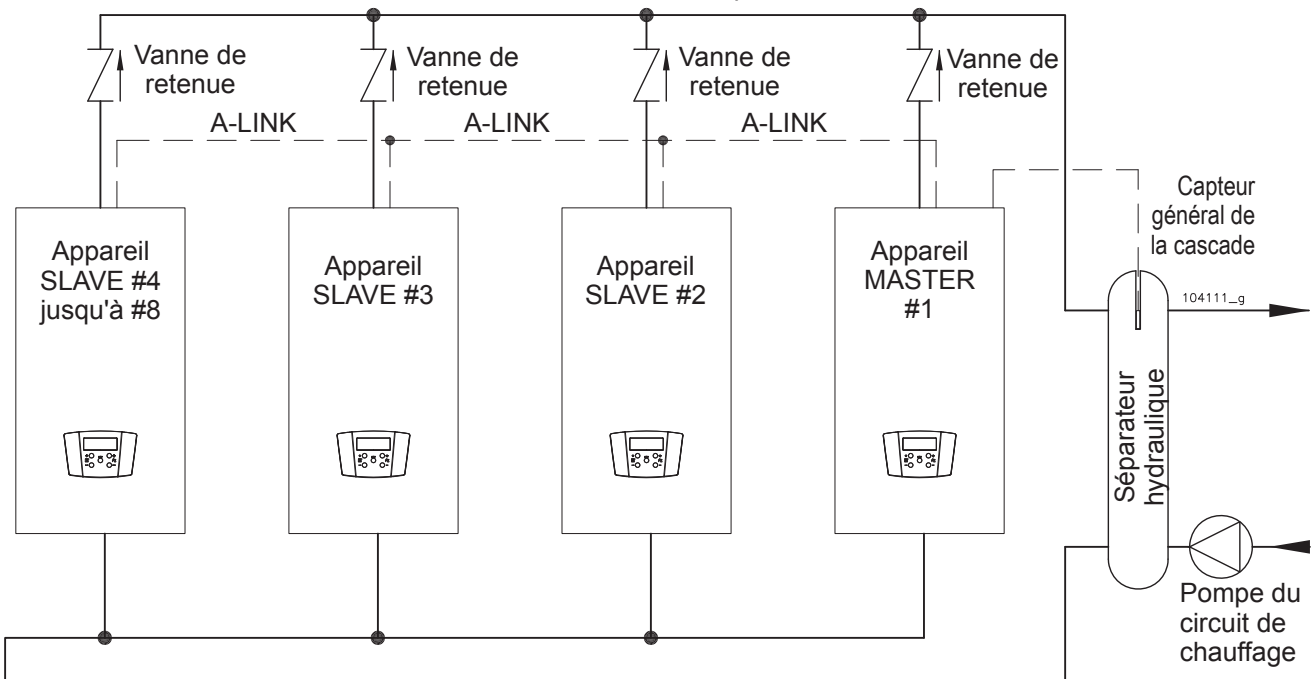 Vanne de
retenue
Vanne de
retenue
Vanne de
retenue
Vanne de
retenue
A-LINK
A-LINK
A-LINK
Capteur
général de
la cascade
Appareil
SLAVE #4
jusqu'à #8
Appareil
SLAVE #3
Appareil
SLAVE #2
Appareil
MASTER
#1
104111_g
Séparateur
hydraulique
Pompe du
circuit de
chauffage